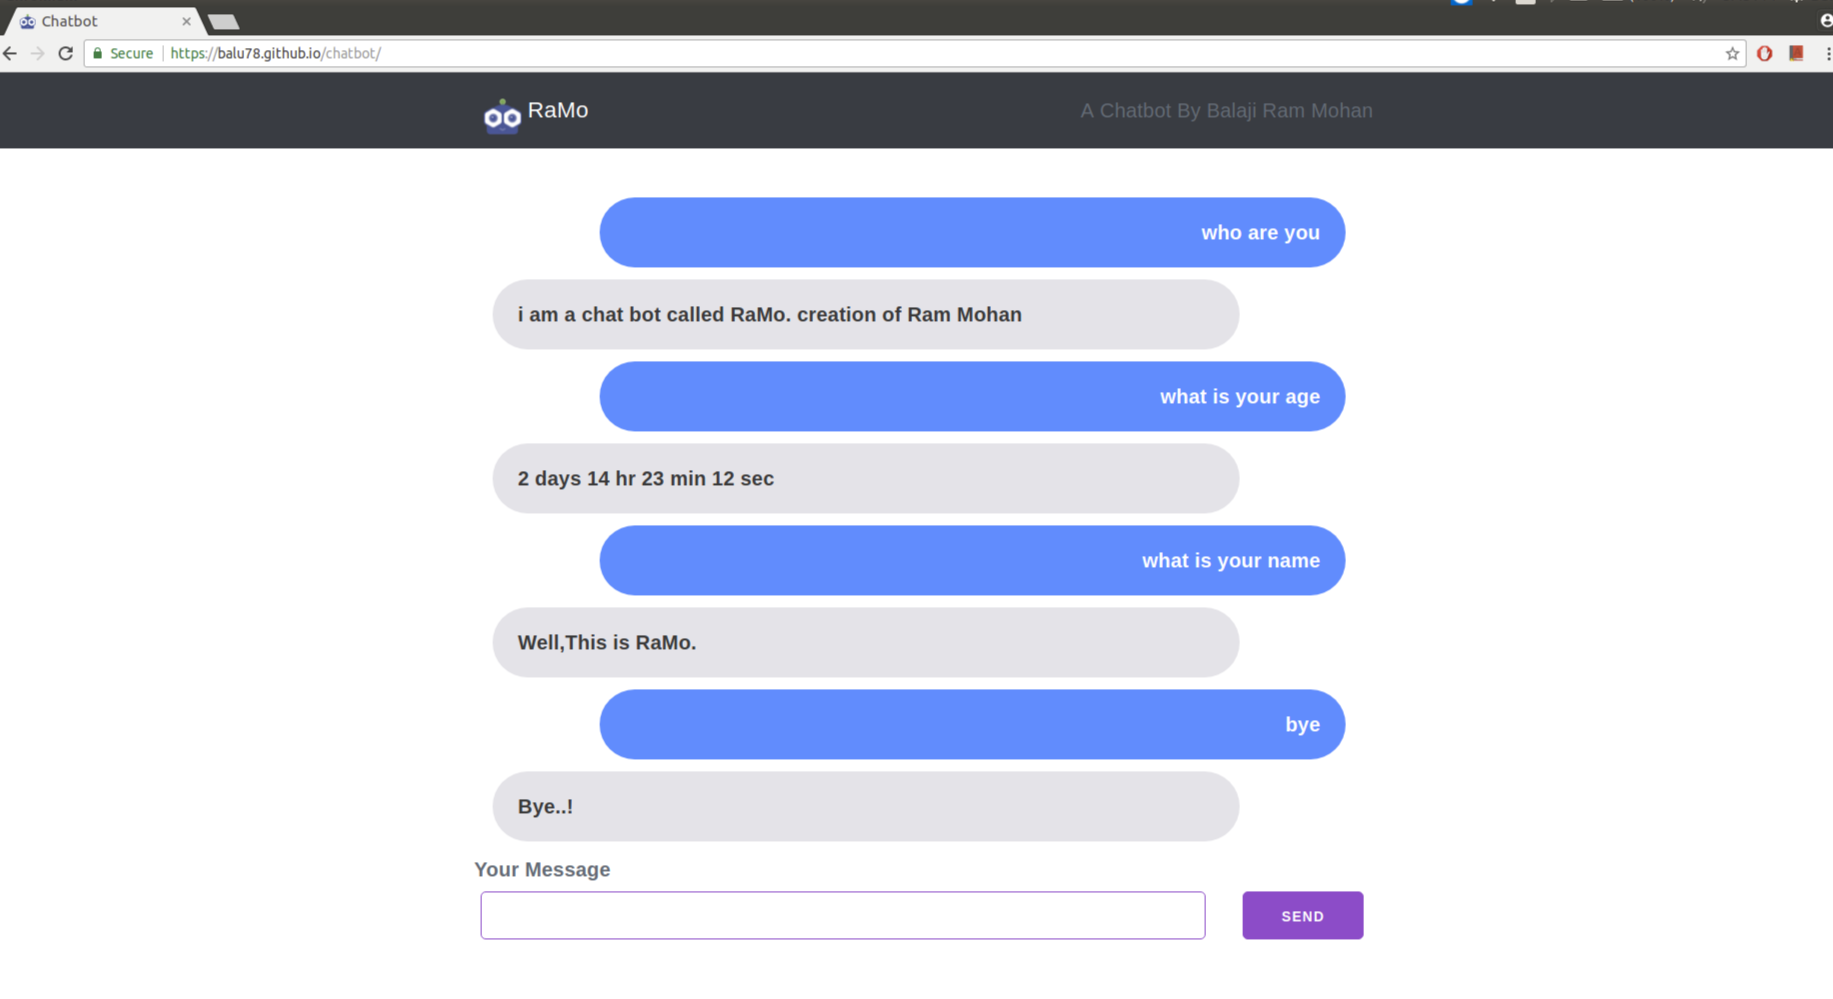 Chatbot
Secure https://balu78.github.io/chatbot/
RaMo
A Chatbot By Balaji Ram Mohan
who are you
i am a chat bot called RaMo. creation of Ram Mohan
what is your age
2 days 14 hr 23 min 12 sec
what is your name
Well,This is RaMo.
bye
Bye..!
Your Message
SEND